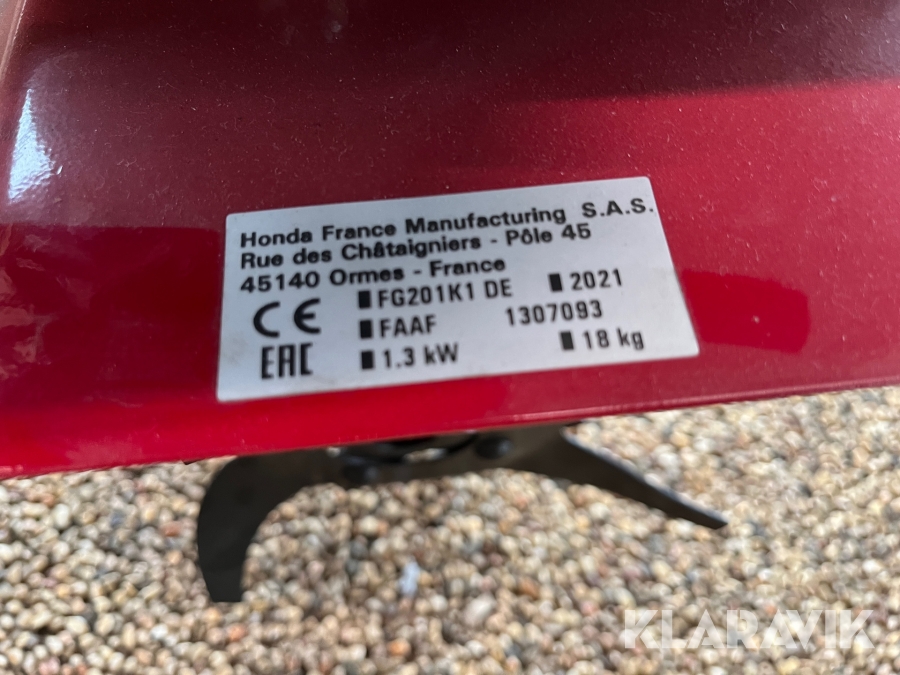 Honda France Manufacturing S.A.S.
Rue des Châtaigniers - Pôle 45
45140 Ormes - France
CE FG201K1 DE 2021
FAAF 1307093
EAC 1.3 kW 18 kg
KLARAVIK